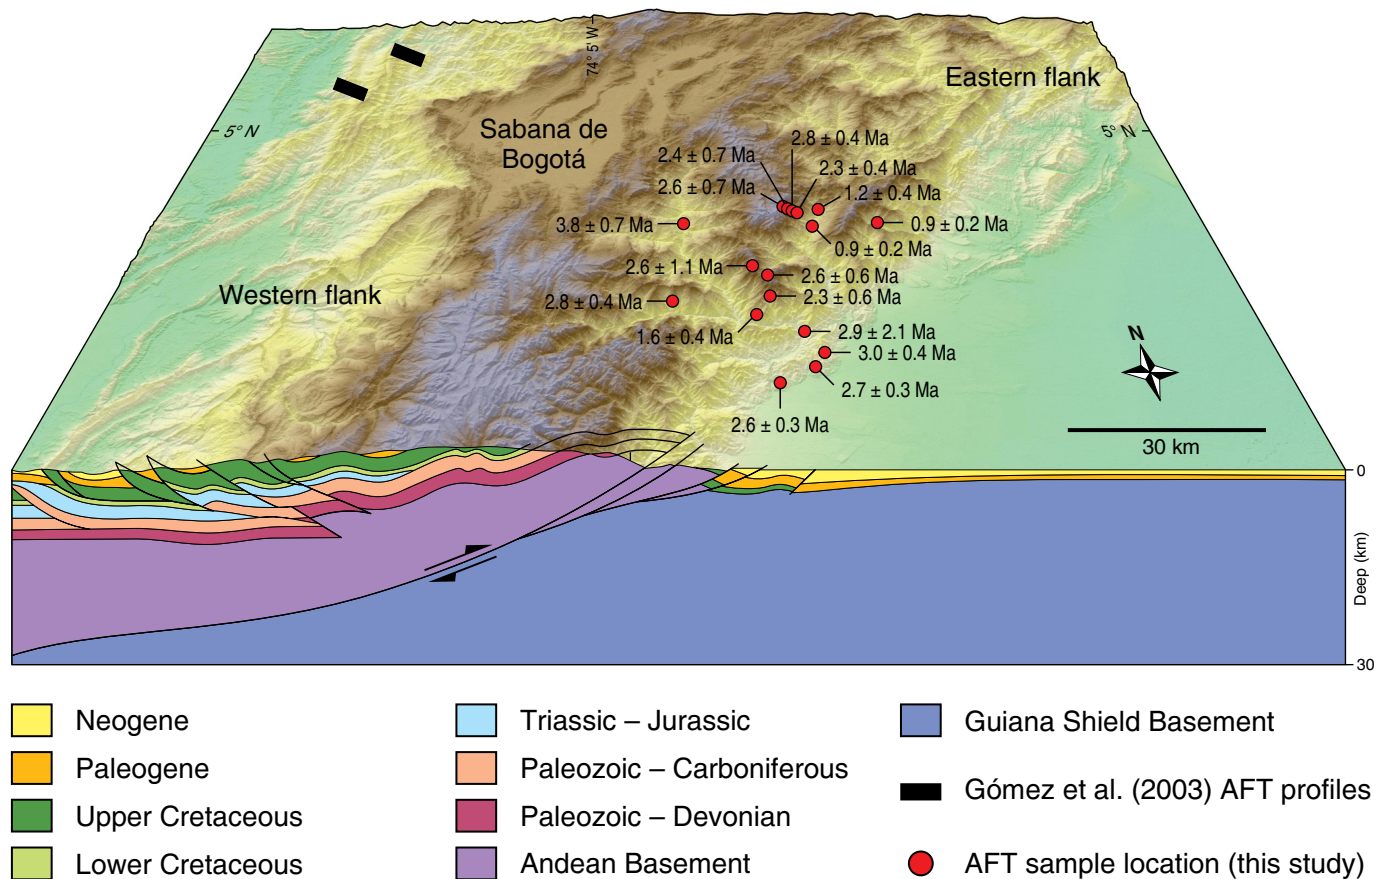 74° 5' W
Eastern flank
5° N
5° N
Sabana de
Bogotá
2.8 ± 0.4 Ma
2.4 ± 0.7 Ma
2.3 ± 0.4 Ma
2.6 ± 0.7 Ma
1.2 ± 0.4 Ma
3.8 ± 0.7 Ma
0.9 ± 0.2 Ma
0.9 ± 0.2 Ma
2.6 ± 1.1 Ma
2.6 ± 0.6 Ma
Western flank
2.8 ± 0.4 Ma
2.3 ± 0.6 Ma
1.6 ± 0.4 Ma
2.9 ± 2.1 Ma
N
3.0 ± 0.4 Ma
2.7 ± 0.3 Ma
2.6 ± 0.3 Ma
30 km
0
Deep (km)
30
Neogene
Paleogene
Upper Cretaceous
Lower Cretaceous
Triassic – Jurassic
Paleozoic – Carboniferous
Paleozoic – Devonian
Andean Basement
Guiana Shield Basement
Gómez et al. (2003) AFT profiles
AFT sample location (this study)